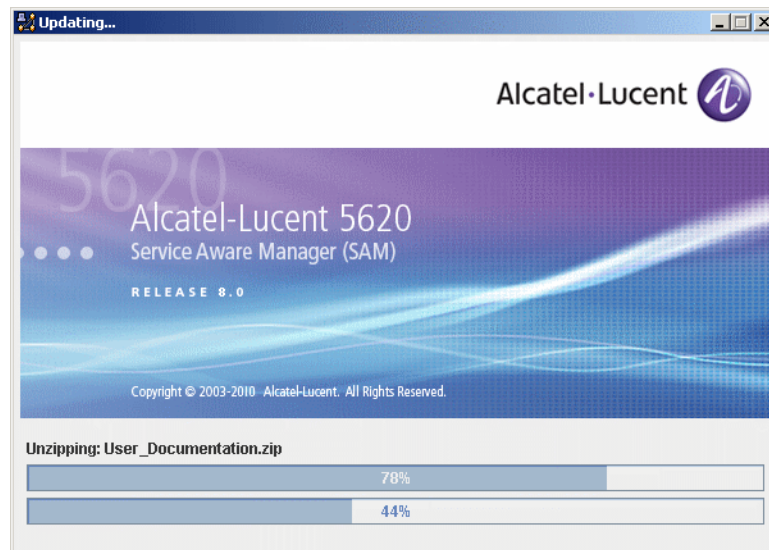 Updating...
Alcatel·Lucent
5620
Alcatel-Lucent 5620
Service Aware Manager (SAM)
RELEASE 8.0
Copyright © 2003-2010 Alcatel-Lucent. All Rights Reserved.
Unzipping: User_Documentation.zip
78%
44%